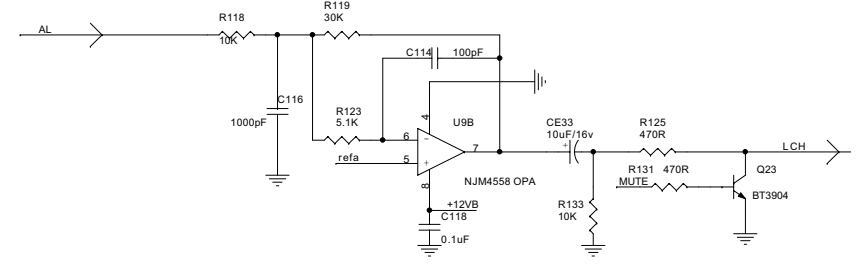 R119
30K
R118
10K
AL
C114 100pF
C116
1000pF
R123
5.1K
4
U9B
6
7
5
refa
8
NJM4558 OPA
+12VB
C118
0.1uF
CE33
10uF/16v
+
R125
470R
LCH
R131 470R
MUTE
Q23
BT3904
R133
10K